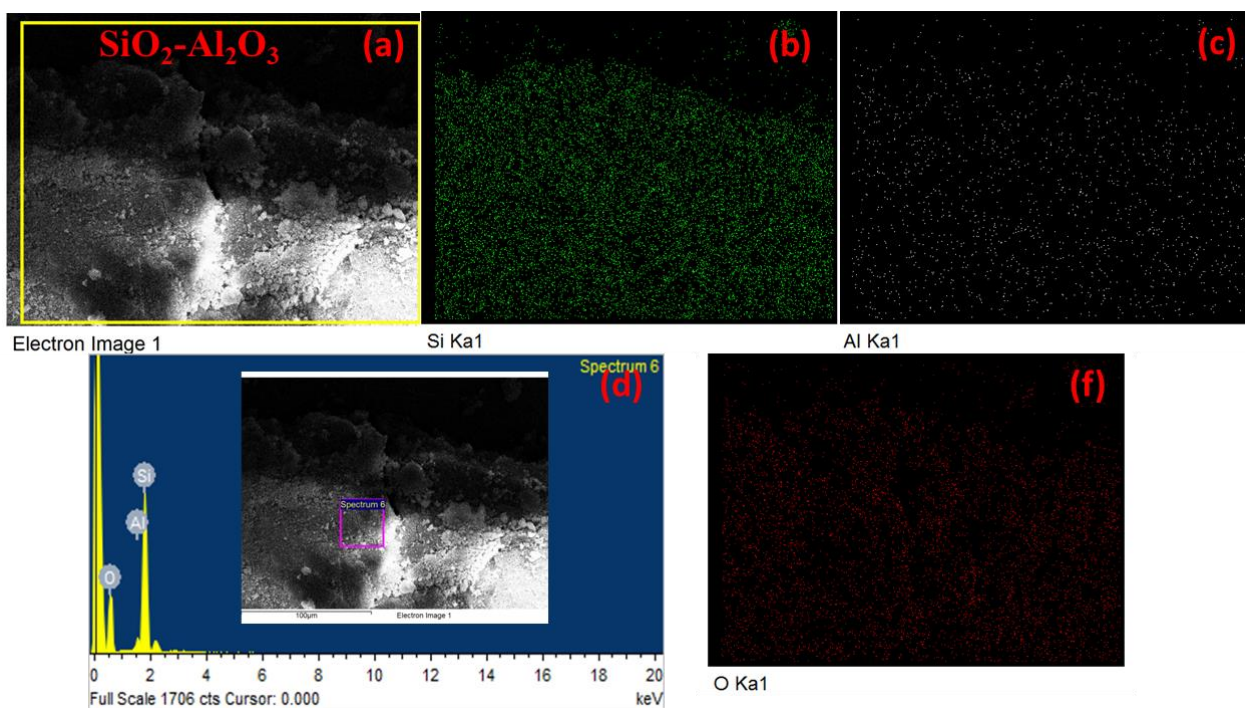 SiO₂-Al₂O₃ (a)
(b)
(c)
Electron Image 1
Si Ka1
Al Ka1
Spectrum 6
(d)
Si
Al
O
Spectrum 6
100μm
Electron Image 1
0 2 4 6 8 10 12 14 16 18 20
Full Scale 1706 cts Cursor: 0.000 keV
(f)
O Ka1